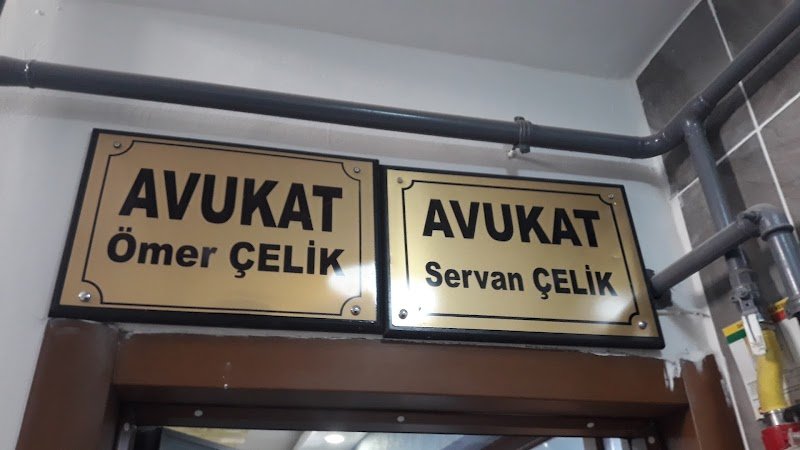 AVUKAT
Ömer ÇELİK
AVUKAT
Servan ÇELİK